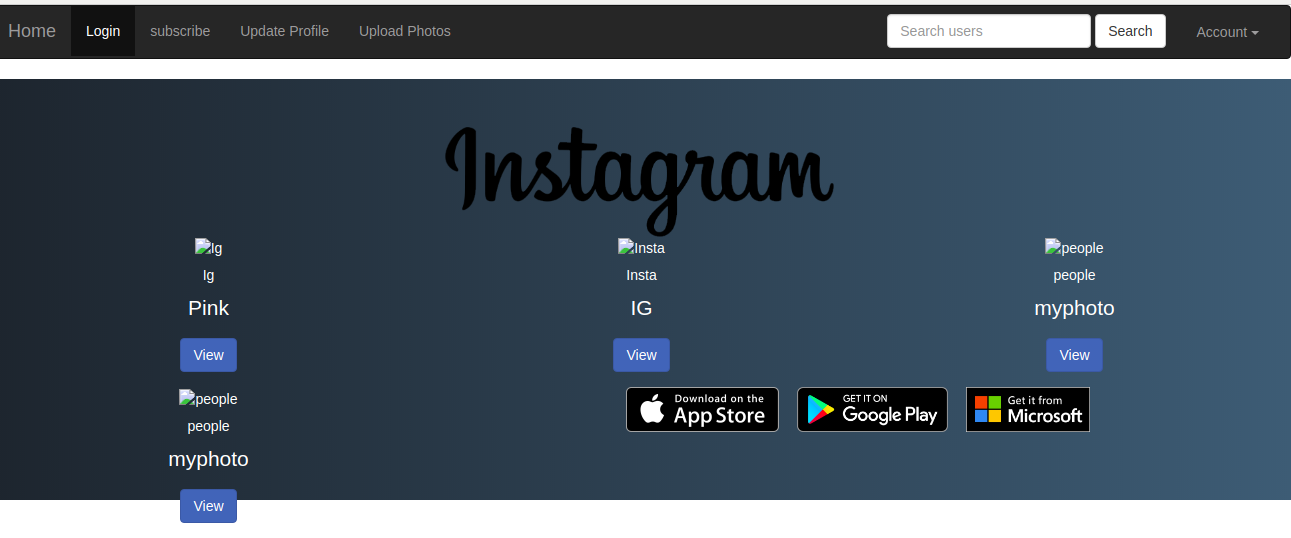 Home Login subscribe Update Profile Upload Photos Search users Search Account
Instagram
Ig Insta people
Ig Insta people
Pink IG myphoto
View View View
people
people
myphoto
View
Download on the App Store
GET IT ON Google Play
Get it from Microsoft